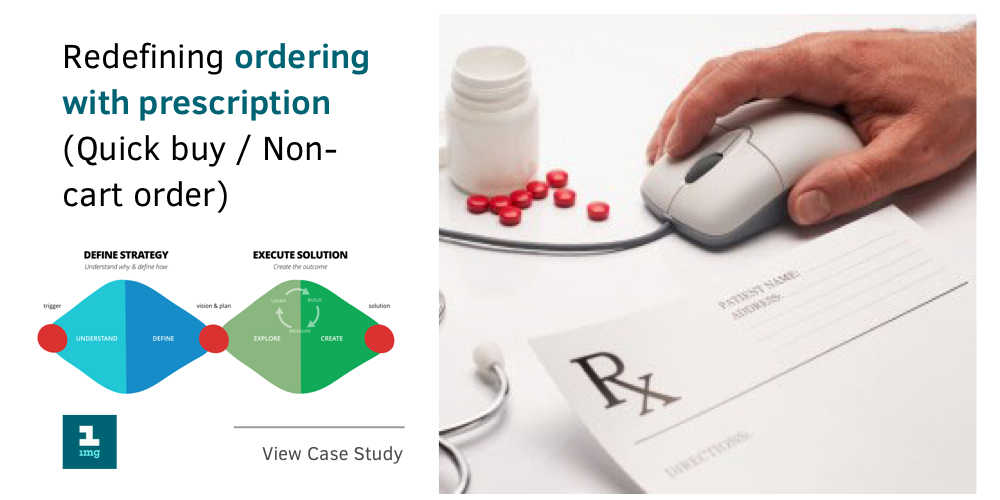 Redefining ordering
with prescription
(Quick buy / Non-
cart order)
DEFINE STRATEGY
Understand why & define how
EXECUTE SOLUTION
Create the outcome
trigger
vision & plan
solution
UNDERSTAND
DEFINE
EXPLORE
CREATE
LEARN
BUILD
MEASURE
1
1mg
View Case Study
PATIENT NAME:
ADDRESS:
Rx
DIRECTIONS: